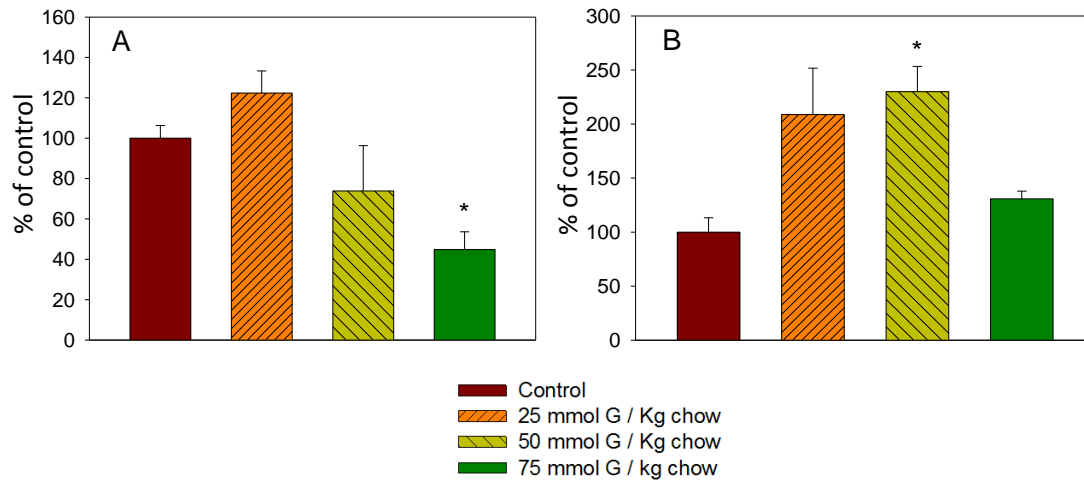 A
% of control
160
140
120
100
80
60
40
20
0
*
B
% of control
300
250
200
150
100
50
0
*
Control
25 mmol G / Kg chow
50 mmol G / Kg chow
75 mmol G / kg chow